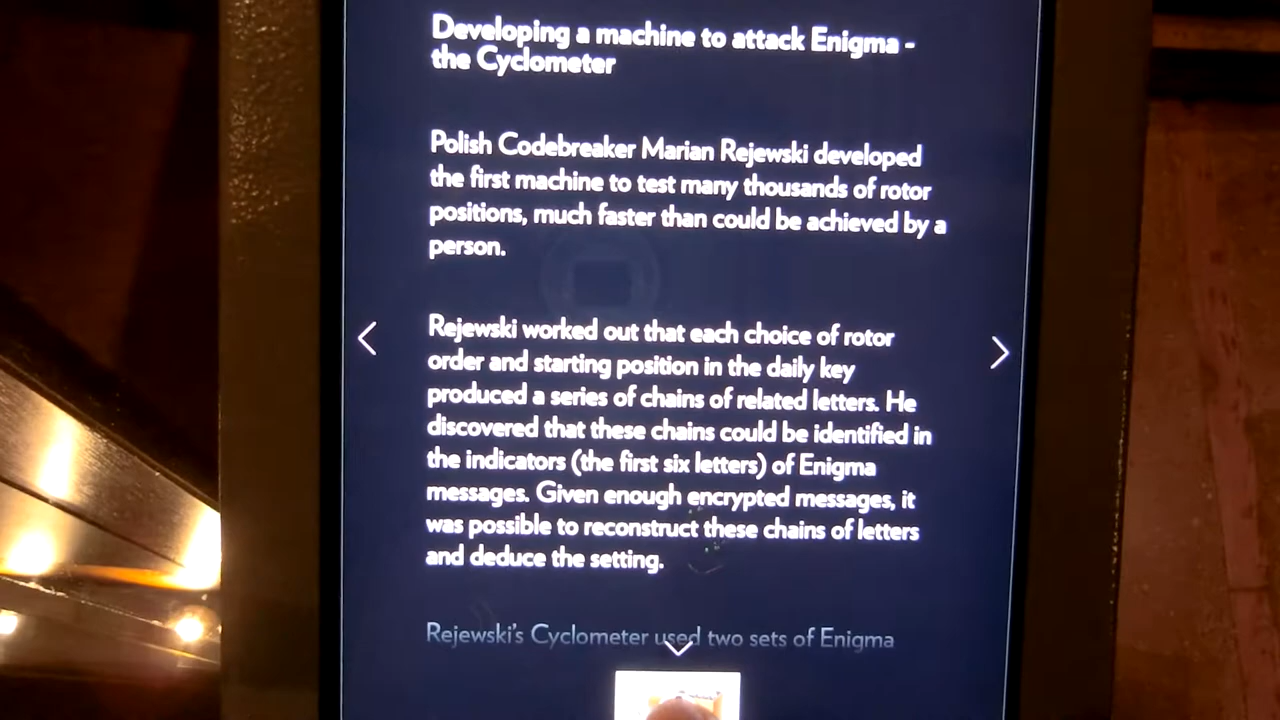 Developing a machine to attack Enigma -
the Cyclometer
Polish Codebreaker Marian Rejewski developed
the first machine to test many thousands of rotor
positions, much faster than could be achieved by a
person.
Rejewski worked out that each choice of rotor
order and starting position in the daily key
produced a series of chains of related letters. He
discovered that these chains could be identified in
the indicators (the first six letters) of Enigma
messages. Given enough encrypted messages, it
was possible to reconstruct these chains of letters
and deduce the setting.
Rejewski's Cyclometer used two sets of Enigma